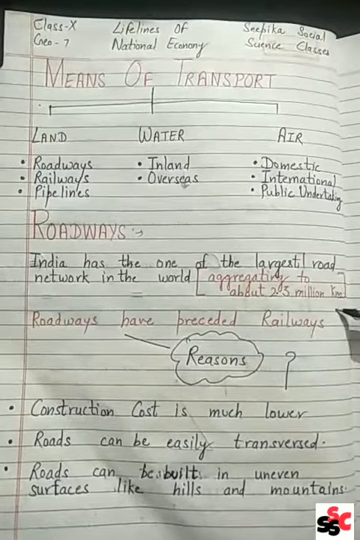 Class-X Lifelines Of Seepika Social
Geo-7 National Economy Science Classes
MEANS OF TRANSPORT
LAND WATER AIR
• Roadways • Inland • Domestic
• Railways • Overseas • International
• Pipelines • Public Undertaking
ROADWAYS :→
India has the one of the largest road
network in the world [aggregating to
about 2.3 million km]
Roadways have preceded Railways
Reasons ?
• Construction Cost is much lower
• Roads can be easily transversed.
• Roads can be built in uneven
surfaces like hills and mountains.
SSC